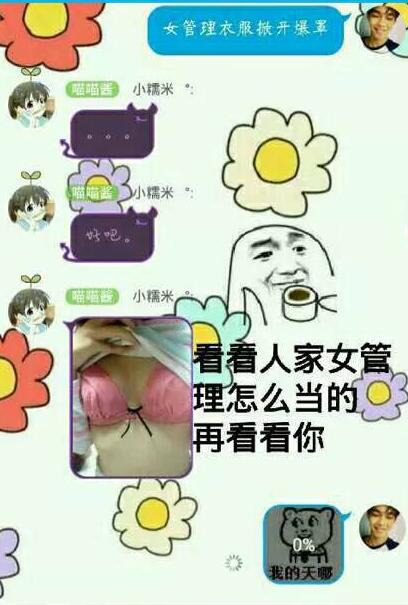 女管理衣服掀开爆罩
喵喵酱 小糯米 °:
。。。
喵喵酱 小糯米 °:
好吧。
喵喵酱 小糯米 °:
看看人家女管
理怎么当的
再看看你
0%
我的天哪